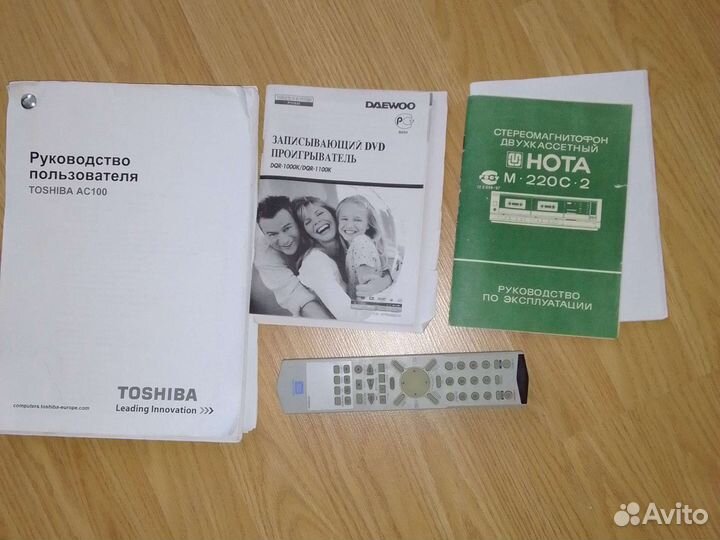 Руководство
пользователя
TOSHIBA AC100
TOSHIBA
Leading Innovation >>>
computers.toshiba-europe.com
DAEWOO
ЗАПИСЫВАЮЩИЙ DVD
ПРОИГРЫВАТЕЛЬ
DQR-1000K/DQR-1100K
СТЕРЕОМАГНИТОФОН
ДВУХКАССЕТНЫЙ
НОТА
М·220С·2
РУКОВОДСТВО
ПО ЭКСПЛУАТАЦИИ
Avito